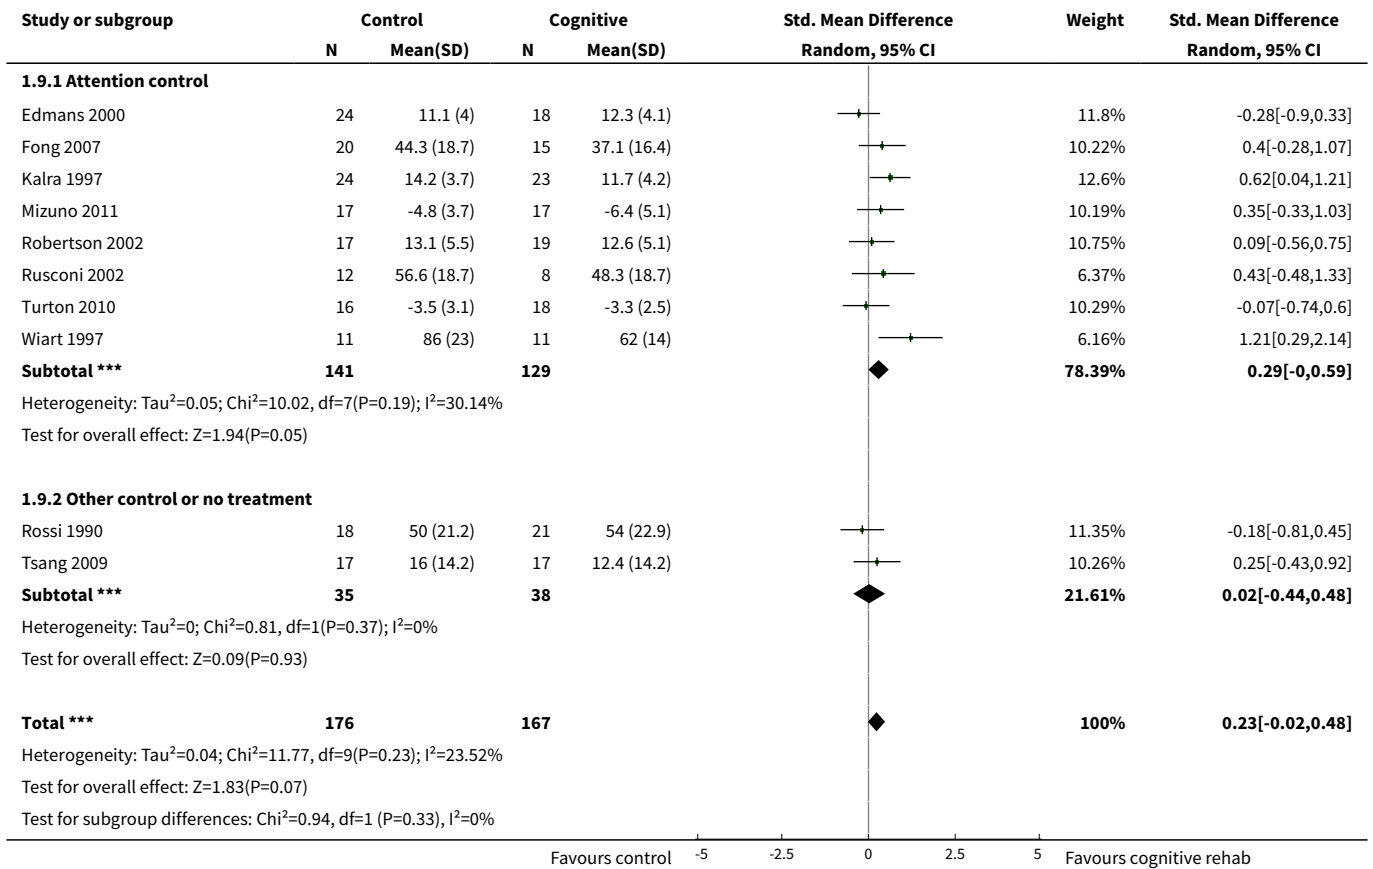 Study or subgroup Control Cognitive Std. Mean Difference Weight Std. Mean Difference
N Mean(SD) N Mean(SD) Random, 95% CI Random, 95% CI
1.9.1 Attention control
Edmans 2000 24 11.1 (4) 18 12.3 (4.1) 11.8% -0.28[-0.9,0.33]
Fong 2007 20 44.3 (18.7) 15 37.1 (16.4) 10.22% 0.4[-0.28,1.07]
Kalra 1997 24 14.2 (3.7) 23 11.7 (4.2) 12.6% 0.62[0.04,1.21]
Mizuno 2011 17 -4.8 (3.7) 17 -6.4 (5.1) 10.19% 0.35[-0.33,1.03]
Robertson 2002 17 13.1 (5.5) 19 12.6 (5.1) 10.75% 0.09[-0.56,0.75]
Rusconi 2002 12 56.6 (18.7) 8 48.3 (18.7) 6.37% 0.43[-0.48,1.33]
Turton 2010 16 -3.5 (3.1) 18 -3.3 (2.5) 10.29% -0.07[-0.74,0.6]
Wiart 1997 11 86 (23) 11 62 (14) 6.16% 1.21[0.29,2.14]
Subtotal *** 141 129 78.39% 0.29[-0,0.59]
Heterogeneity: Tau²=0.05; Chi²=10.02, df=7(P=0.19); I²=30.14%
Test for overall effect: Z=1.94(P=0.05)
1.9.2 Other control or no treatment
Rossi 1990 18 50 (21.2) 21 54 (22.9) 11.35% -0.18[-0.81,0.45]
Tsang 2009 17 16 (14.2) 17 12.4 (14.2) 10.26% 0.25[-0.43,0.92]
Subtotal *** 35 38 21.61% 0.02[-0.44,0.48]
Heterogeneity: Tau²=0; Chi²=0.81, df=1(P=0.37); I²=0%
Test for overall effect: Z=0.09(P=0.93)
Total *** 176 167 100% 0.23[-0.02,0.48]
Heterogeneity: Tau²=0.04; Chi²=11.77, df=9(P=0.23); I²=23.52%
Test for overall effect: Z=1.83(P=0.07)
Test for subgroup differences: Chi²=0.94, df=1 (P=0.33), I²=0%
Favours control -5 -2.5 0 2.5 5 Favours cognitive rehab